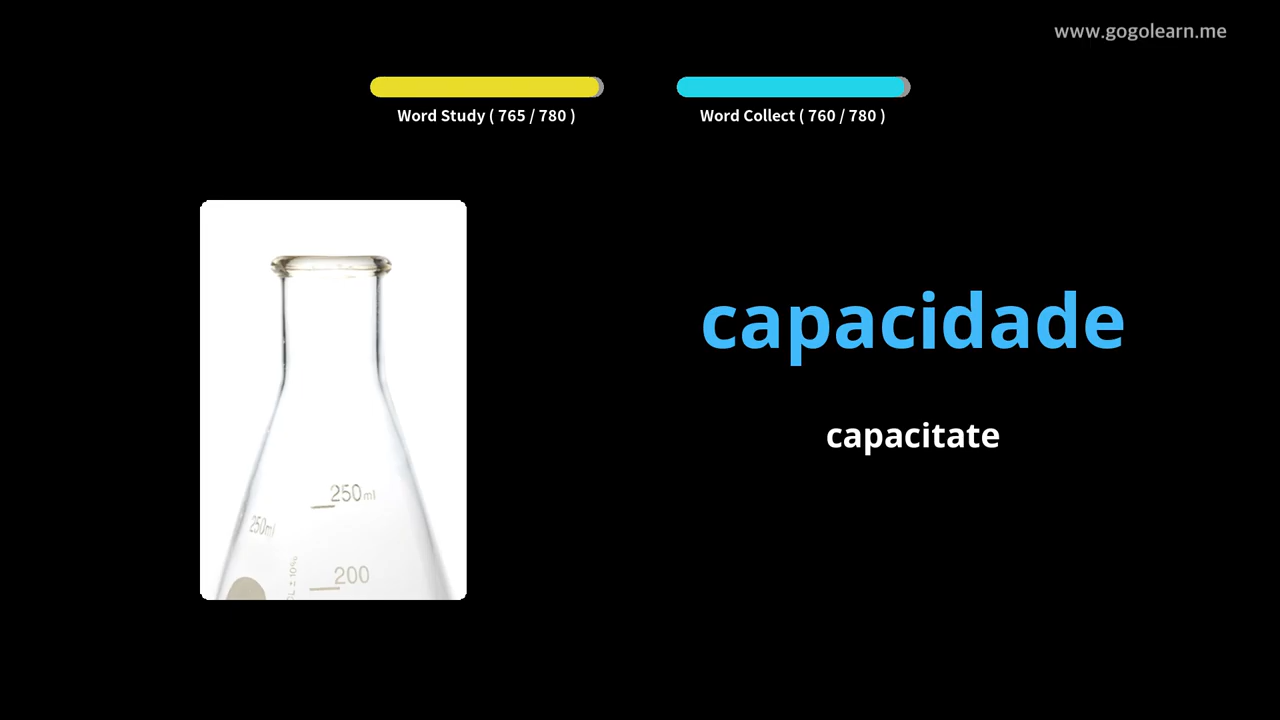 www.gogolearn.me
Word Study ( 765 / 780 )
Word Collect ( 760 / 780 )
capacidade
capacitate
250ml
250ml
200